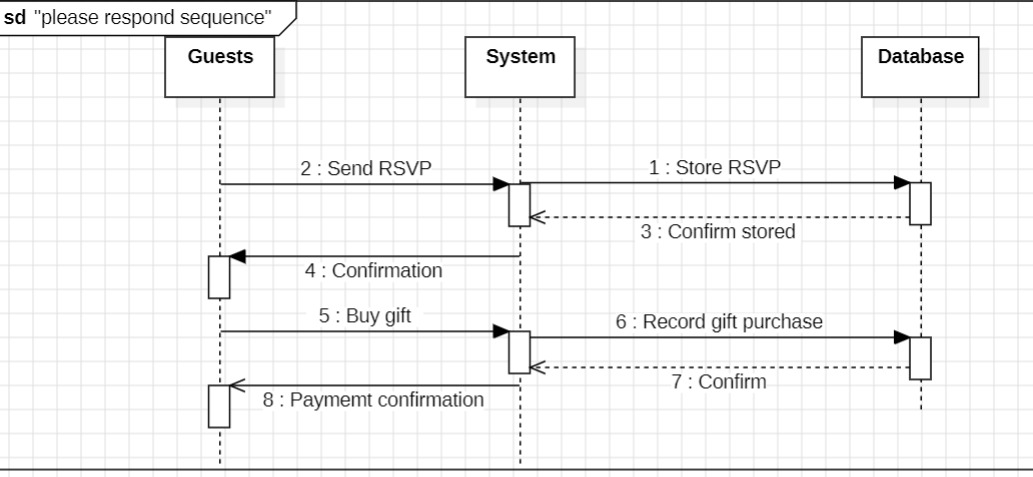 sd "please respond sequence"
Guests
System
Database
2 : Send RSVP
1 : Store RSVP
3 : Confirm stored
4 : Confirmation
5 : Buy gift
6 : Record gift purchase
7 : Confirm
8 : Paymemt confirmation